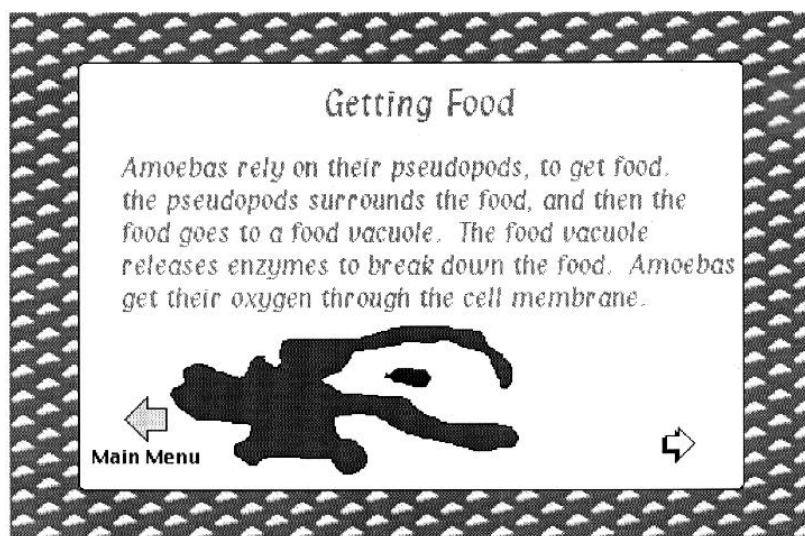 Getting Food
Amoebas rely on their pseudopods, to get food.
the pseudopods surrounds the food, and then the
food goes to a food vacuole. The food vacuole
releases enzymes to break down the food. Amoebas
get their oxygen through the cell membrane.
Main Menu